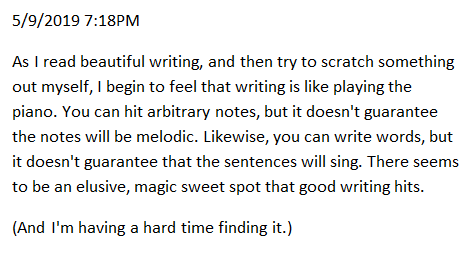 5/9/2019 7:18PM
As I read beautiful writing, and then try to scratch something
out myself, I begin to feel that writing is like playing the
piano. You can hit arbitrary notes, but it doesn't guarantee
the notes will be melodic. Likewise, you can write words, but
it doesn't guarantee that the sentences will sing. There seems
to be an elusive, magic sweet spot that good writing hits.
(And I'm having a hard time finding it.)